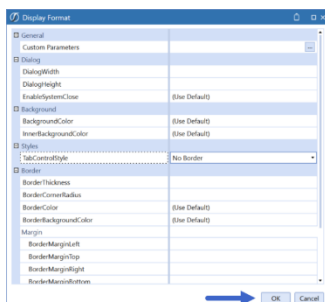 Display Format
General
Custom Parameters ...
Dialog
DialogWidth
DialogHeight
EnableSystemClose (Use Default)
Background
BackgroundColor (Use Default)
InnerBackgroundColor (Use Default)
Styles
TabControlStyle No Border
Border
BorderThickness
BorderCornerRadius
BorderColor (Use Default)
BorderBackgroundColor (Use Default)
Margin
BorderMarginLeft
BorderMarginTop
BorderMarginRight
BorderMarginBottom
OK Cancel